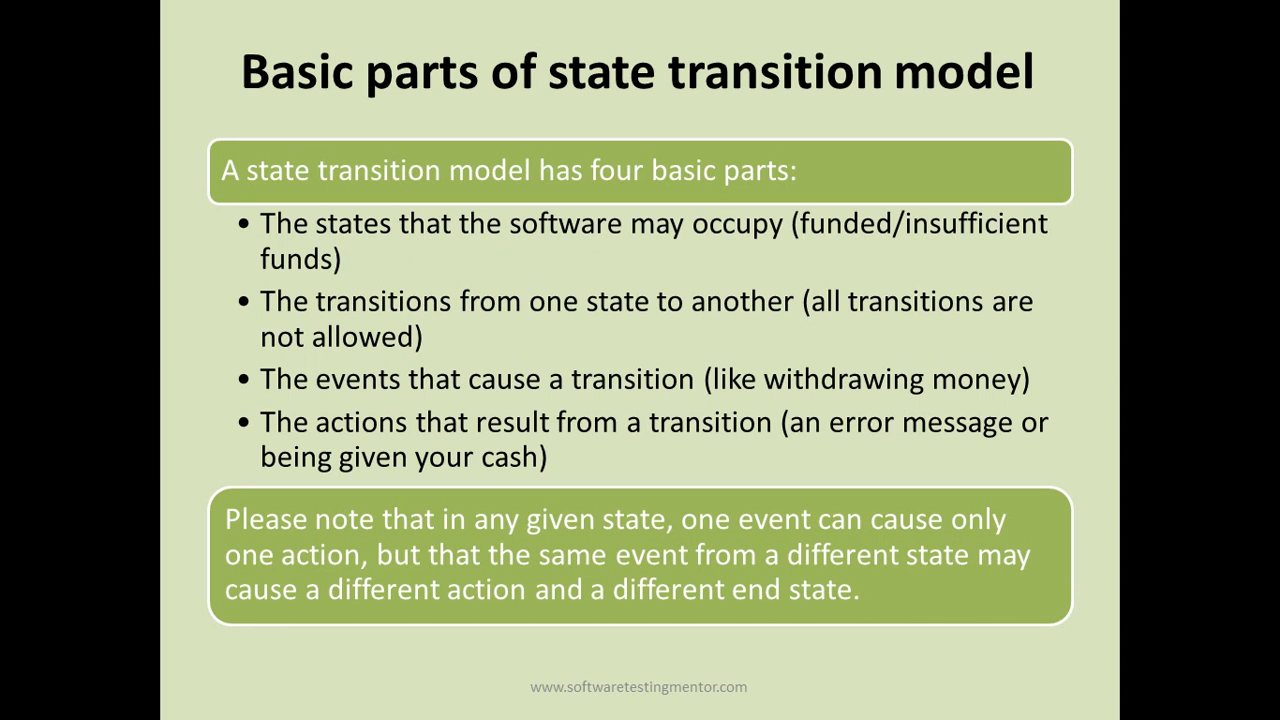 Basic parts of state transition model
A state transition model has four basic parts:
• The states that the software may occupy (funded/insufficient
funds)
• The transitions from one state to another (all transitions are
not allowed)
• The events that cause a transition (like withdrawing money)
• The actions that result from a transition (an error message or
being given your cash)
Please note that in any given state, one event can cause only
one action, but that the same event from a different state may
cause a different action and a different end state.
www.softwaretestingmentor.com